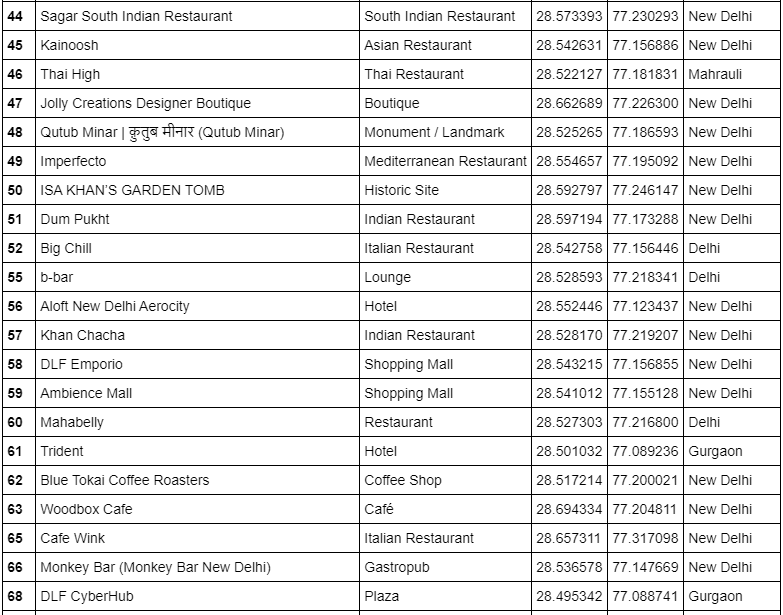 44 Sagar South Indian Restaurant South Indian Restaurant 28.573393 77.230293 New Delhi
45 Kainoosh Asian Restaurant 28.542631 77.156886 New Delhi
46 Thai High Thai Restaurant 28.522127 77.181831 Mahrauli
47 Jolly Creations Designer Boutique Boutique 28.662689 77.226300 New Delhi
48 Qutub Minar | क़ुतुब मीनार (Qutub Minar) Monument / Landmark 28.525265 77.186593 New Delhi
49 Imperfecto Mediterranean Restaurant 28.554657 77.195092 New Delhi
50 ISA KHAN'S GARDEN TOMB Historic Site 28.592797 77.246147 New Delhi
51 Dum Pukht Indian Restaurant 28.597194 77.173288 New Delhi
52 Big Chill Italian Restaurant 28.542758 77.156446 Delhi
55 b-bar Lounge 28.528593 77.218341 Delhi
56 Aloft New Delhi Aerocity Hotel 28.552446 77.123437 New Delhi
57 Khan Chacha Indian Restaurant 28.528170 77.219207 New Delhi
58 DLF Emporio Shopping Mall 28.543215 77.156855 New Delhi
59 Ambience Mall Shopping Mall 28.541012 77.155128 New Delhi
60 Mahabelly Restaurant 28.527303 77.216800 Delhi
61 Trident Hotel 28.501032 77.089236 Gurgaon
62 Blue Tokai Coffee Roasters Coffee Shop 28.517214 77.200021 New Delhi
63 Woodbox Cafe Café 28.694334 77.204811 New Delhi
65 Cafe Wink Italian Restaurant 28.657311 77.317098 New Delhi
66 Monkey Bar (Monkey Bar New Delhi) Gastropub 28.536578 77.147669 New Delhi
68 DLF CyberHub Plaza 28.495342 77.088741 Gurgaon